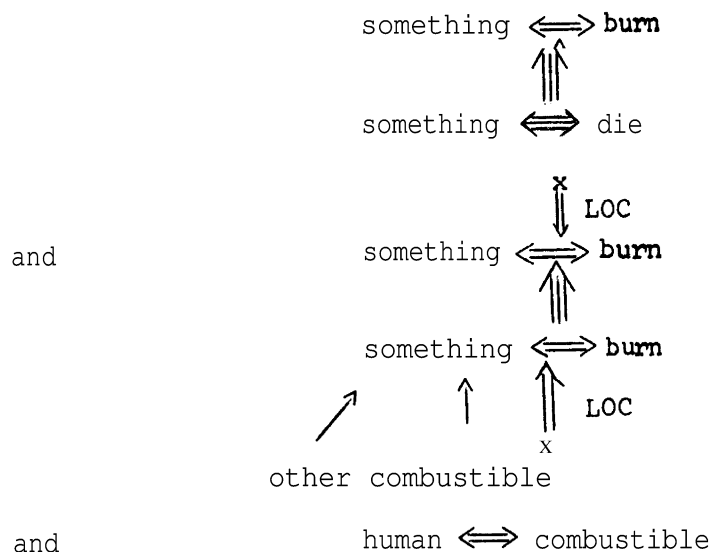 something burn
something die
x
LOC
and something burn
something burn
LOC
x
other combustible
and human combustible